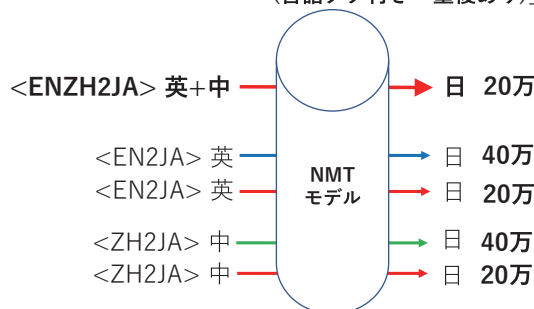 <ENZH2JA> 英+中 日 20万
<EN2JA> 英 日 40万
<EN2JA> 英 日 20万
NMT
モデル
<ZH2JA> 中 日 40万
<ZH2JA> 中 日 20万